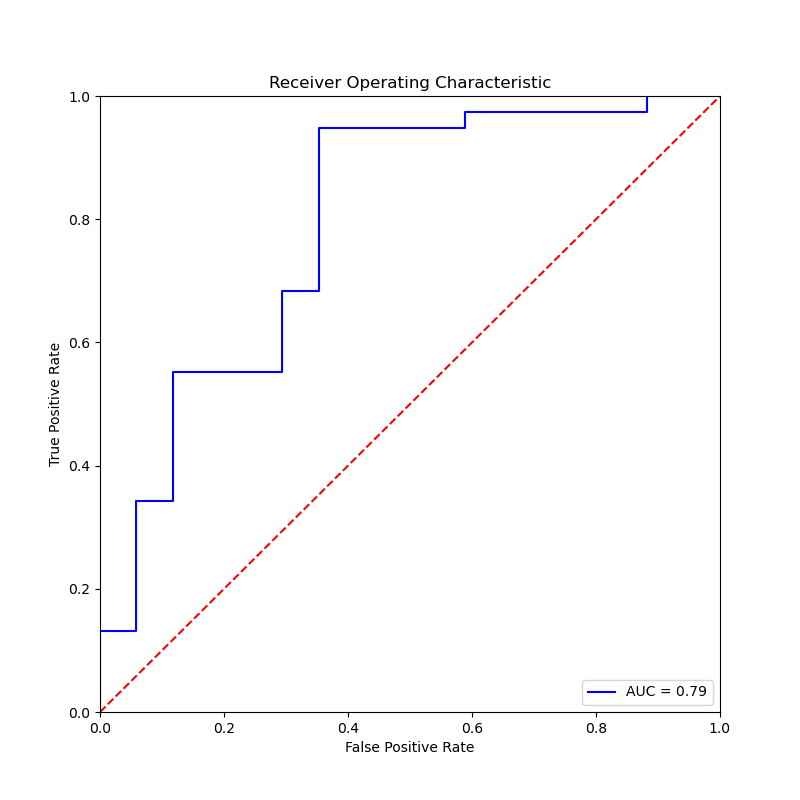 Receiver Operating Characteristic
1.0
0.8
0.6
0.4
0.2
0.0
True Positive Rate
AUC = 0.79
0.0 0.2 0.4 0.6 0.8 1.0
False Positive Rate